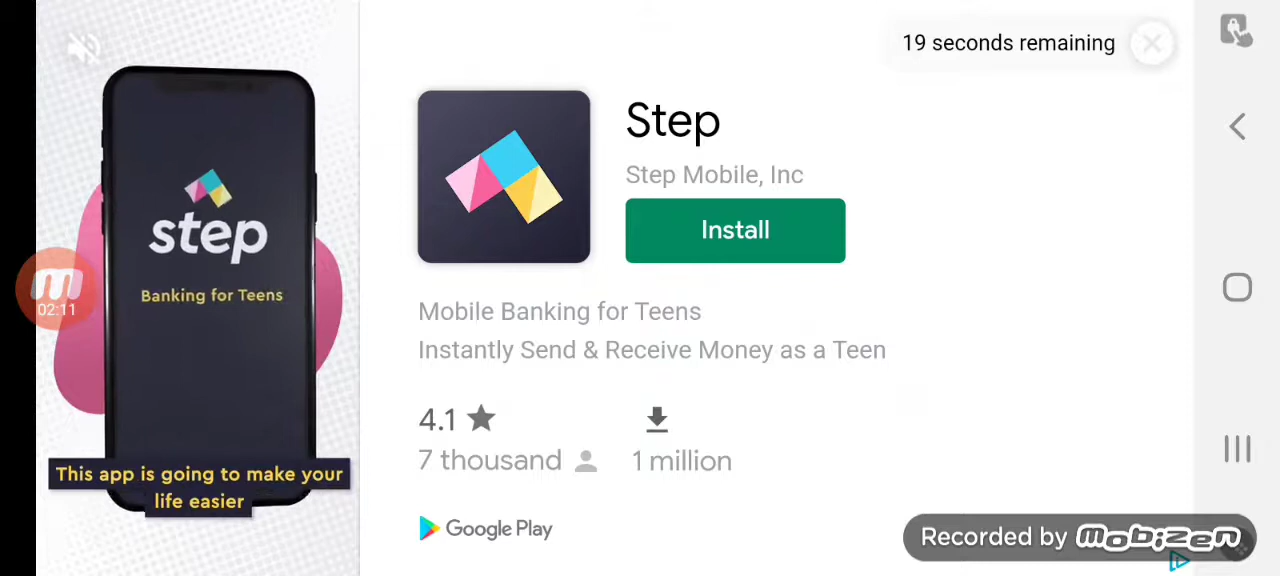 19 seconds remaining
Step
Step Mobile, Inc
Install
step
Banking for Teens
02:11
Mobile Banking for Teens
Instantly Send & Receive Money as a Teen
4.1
7 thousand
1 million
This app is going to make your
life easier
Google Play
Recorded by MOBIZEN